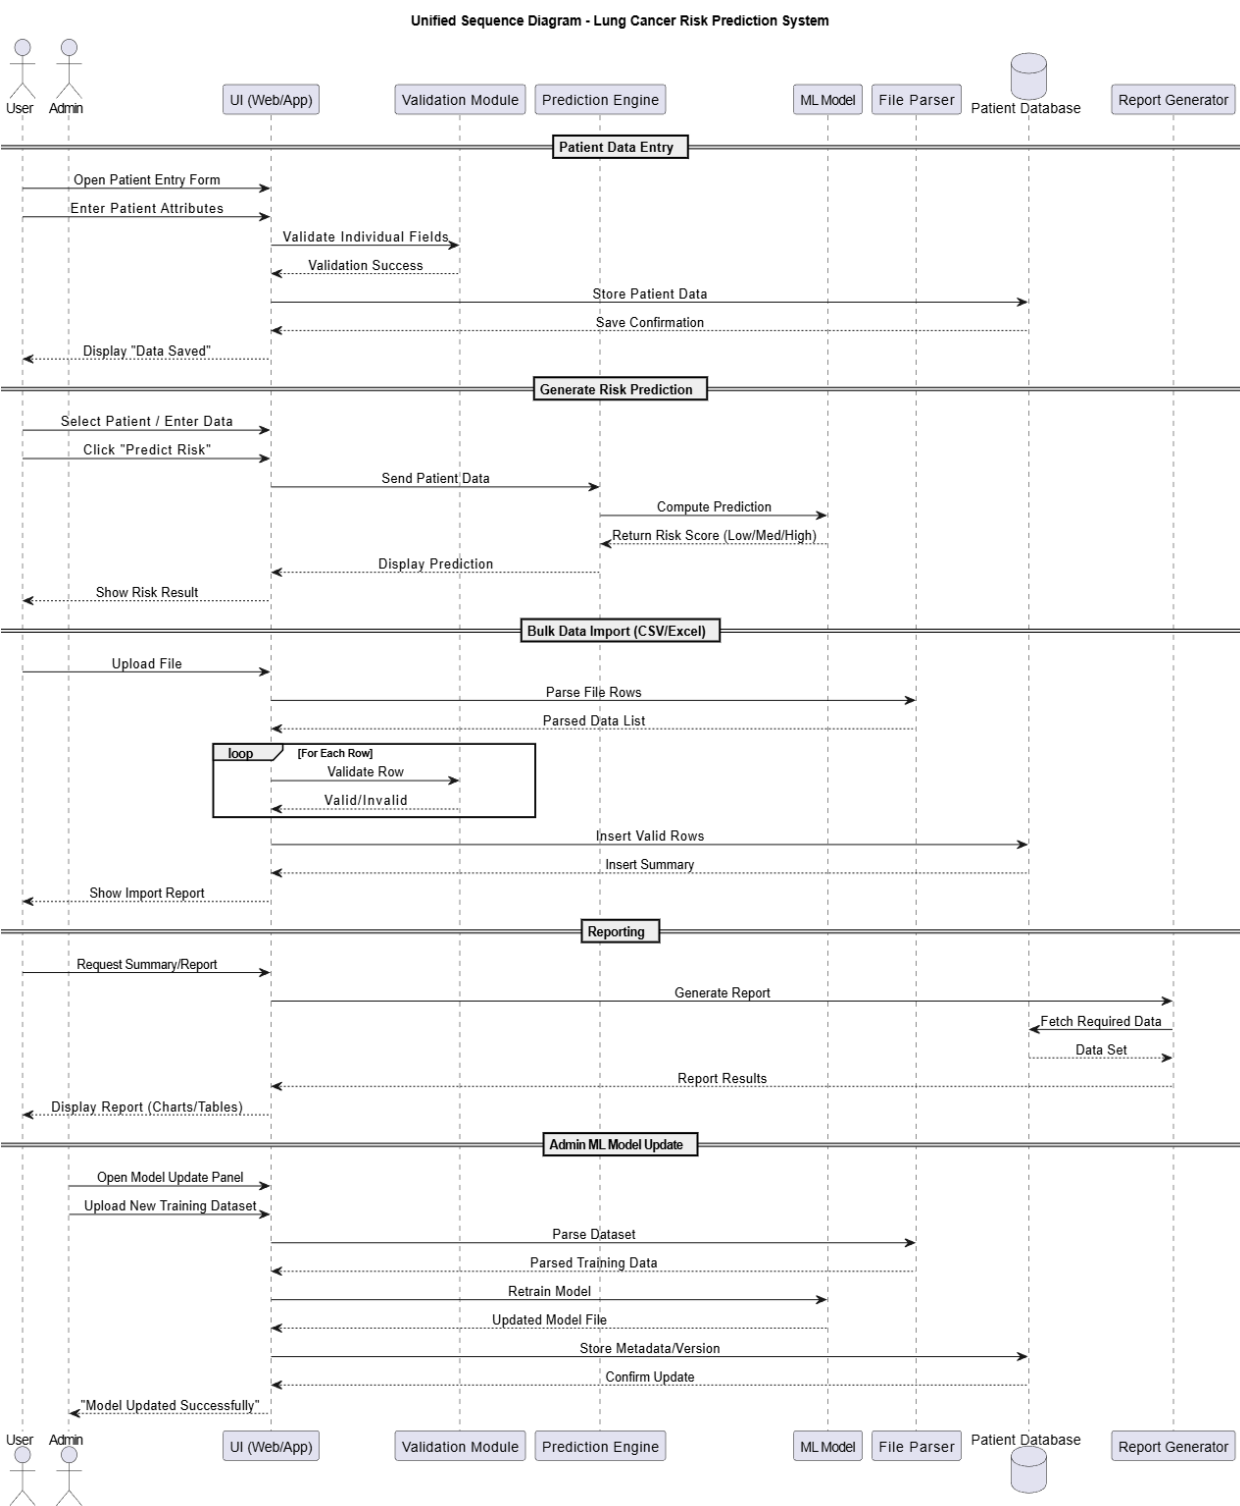 Unified Sequence Diagram - Lung Cancer Risk Prediction System
User
Admin
UI (Web/App)
Validation Module
Prediction Engine
ML Model
File Parser
Patient Database
Report Generator
Patient Data Entry
Open Patient Entry Form
Enter Patient Attributes
Validate Individual Fields
Validation Success
Store Patient Data
Save Confirmation
Display "Data Saved"
Generate Risk Prediction
Select Patient / Enter Data
Click "Predict Risk"
Send Patient Data
Compute Prediction
Return Risk Score (Low/Med/High)
Display Prediction
Show Risk Result
Bulk Data Import (CSV/Excel)
Upload File
Parse File Rows
Parsed Data List
loop
[For Each Row]
Validate Row
Valid/Invalid
Insert Valid Rows
Insert Summary
Show Import Report
Reporting
Request Summary/Report
Generate Report
Fetch Required Data
Data Set
Report Results
Display Report (Charts/Tables)
Admin ML Model Update
Open Model Update Panel
Upload New Training Dataset
Parse Dataset
Parsed Training Data
Retrain Model
Updated Model File
Store Metadata/Version
Confirm Update
"Model Updated Successfully"
User
Admin
UI (Web/App)
Validation Module
Prediction Engine
ML Model
File Parser
Patient Database
Report Generator